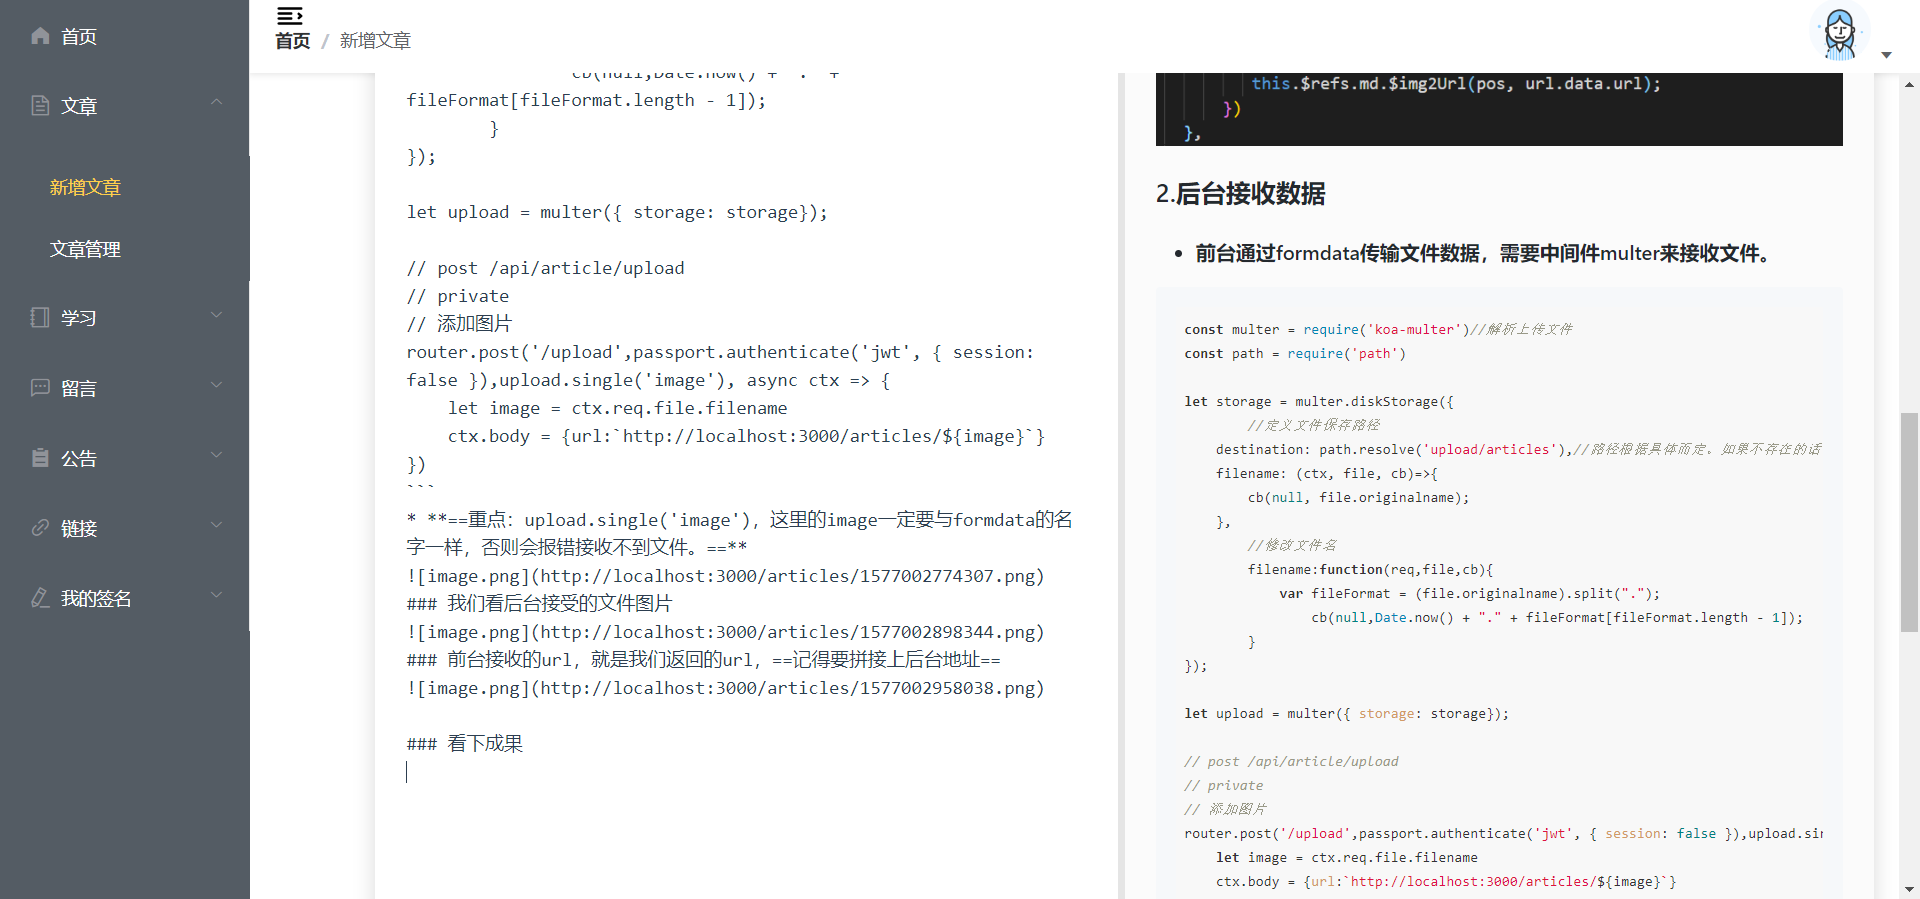 首页
文章
新增文章
文章管理
学习
留言
公告
链接
我的签名
首页 / 新增文章
cb(null,Date.now() + "." +
fileFormat[fileFormat.length - 1]);
        }
});

let upload = multer({ storage: storage});

// post /api/article/upload
// private
// 添加图片
router.post('/upload',passport.authenticate('jwt', { session:
false }),upload.single('image'), async ctx => {
    let image = ctx.req.file.filename
    ctx.body = {url:`http://localhost:3000/articles/${image}`}
})
```
* **==重点：upload.single('image')，这里的image一定要与formdata的名
字一样，否则会报错接收不到文件。==**
![image.png](http://localhost:3000/articles/1577002774307.png)
### 我们看后台接受的文件图片
![image.png](http://localhost:3000/articles/1577002898344.png)
### 前台接收的url，就是我们返回的url，==记得要拼接上后台地址==
![image.png](http://localhost:3000/articles/1577002958038.png)

### 看下成果
this.$refs.md.$img2Url(pos, url.data.url);
})
},
2.后台接收数据
• 前台通过formdata传输文件数据，需要中间件multer来接收文件。
const multer = require('koa-multer')//解析上传文件
const path = require('path')

let storage = multer.diskStorage({
        //定义文件保存路径
    destination: path.resolve('upload/articles'),//路径根据具体而定。如果不存在的话
    filename: (ctx, file, cb)=>{
        cb(null, file.originalname);
    },
        //修改文件名
        filename:function(req,file,cb){
            var fileFormat = (file.originalname).split(".");
                cb(null,Date.now() + "." + fileFormat[fileFormat.length - 1]);
        }
});

let upload = multer({ storage: storage});

// post /api/article/upload
// private
// 添加图片
router.post('/upload',passport.authenticate('jwt', { session: false }),upload.sin
    let image = ctx.req.file.filename
    ctx.body = {url:`http://localhost:3000/articles/${image}`}